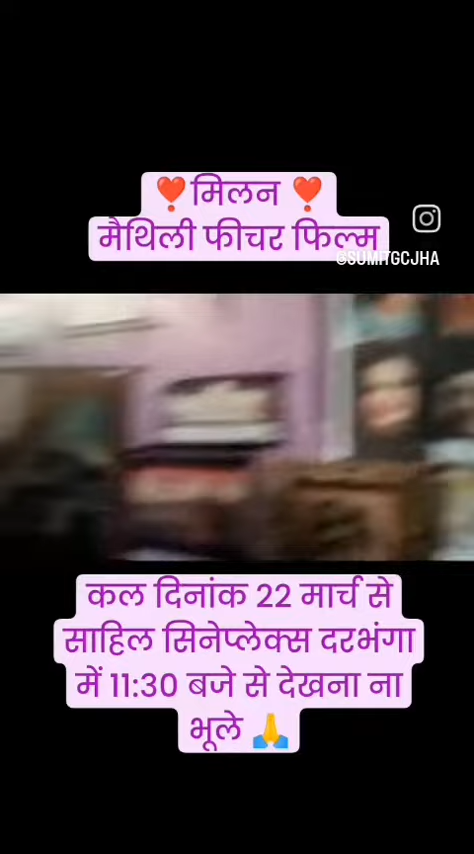 ❣️मिलन ❣️
मैथिली फीचर फिल्म
@SUMITGCJHA
कल दिनांक 22 मार्च से
साहिल सिनेप्लेक्स दरभंगा
में 11:30 बजे से देखना ना
भूले 🙏